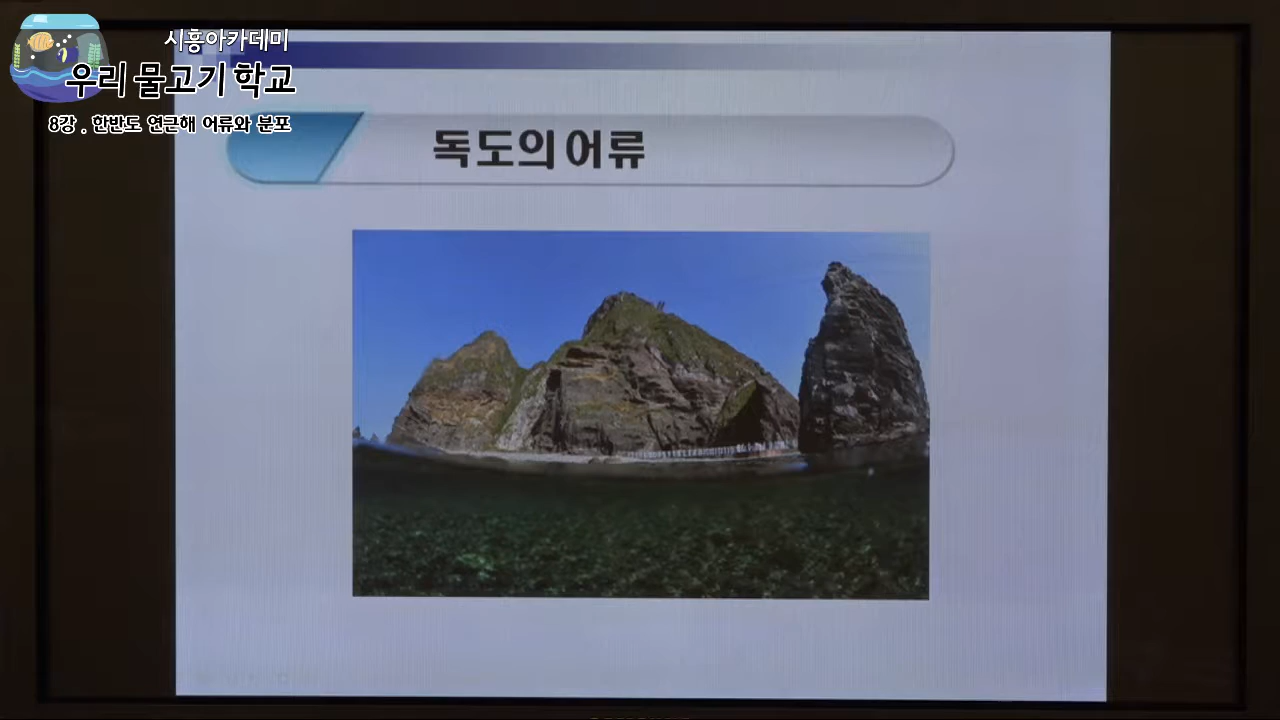 시흥아카데미
우리 물고기 학교
8강 . 한반도 연근해 어류와 분포
독도의 어류